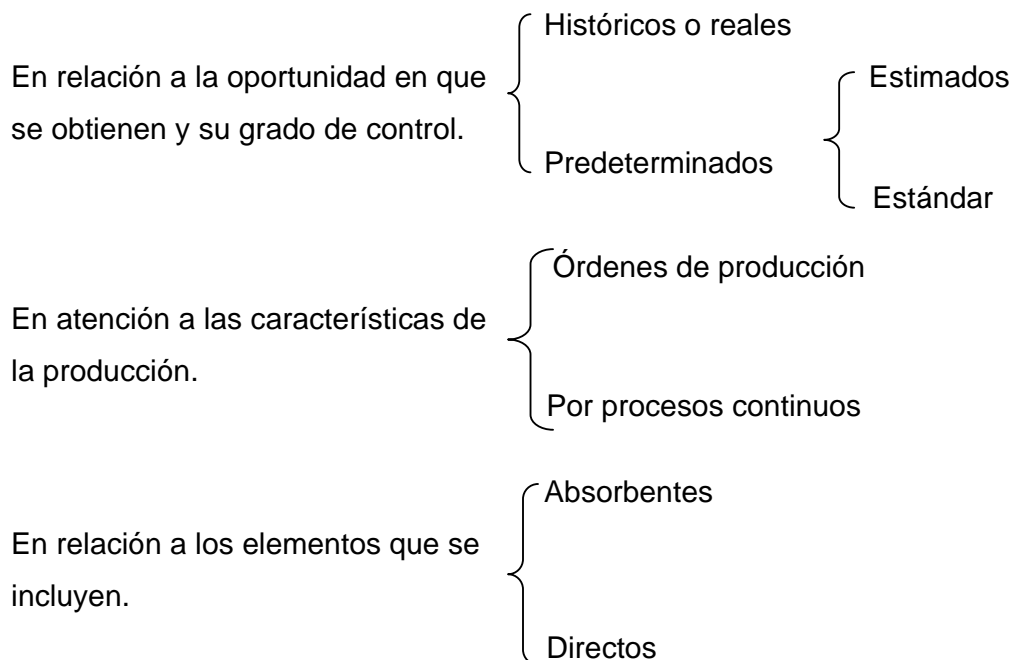 Históricos o reales
En relación a la oportunidad en que
se obtienen y su grado de control.
Estimados
Predeterminados
Estándar
Órdenes de producción
En atención a las características de
la producción.
Por procesos continuos
Absorbentes
En relación a los elementos que se
incluyen.
Directos